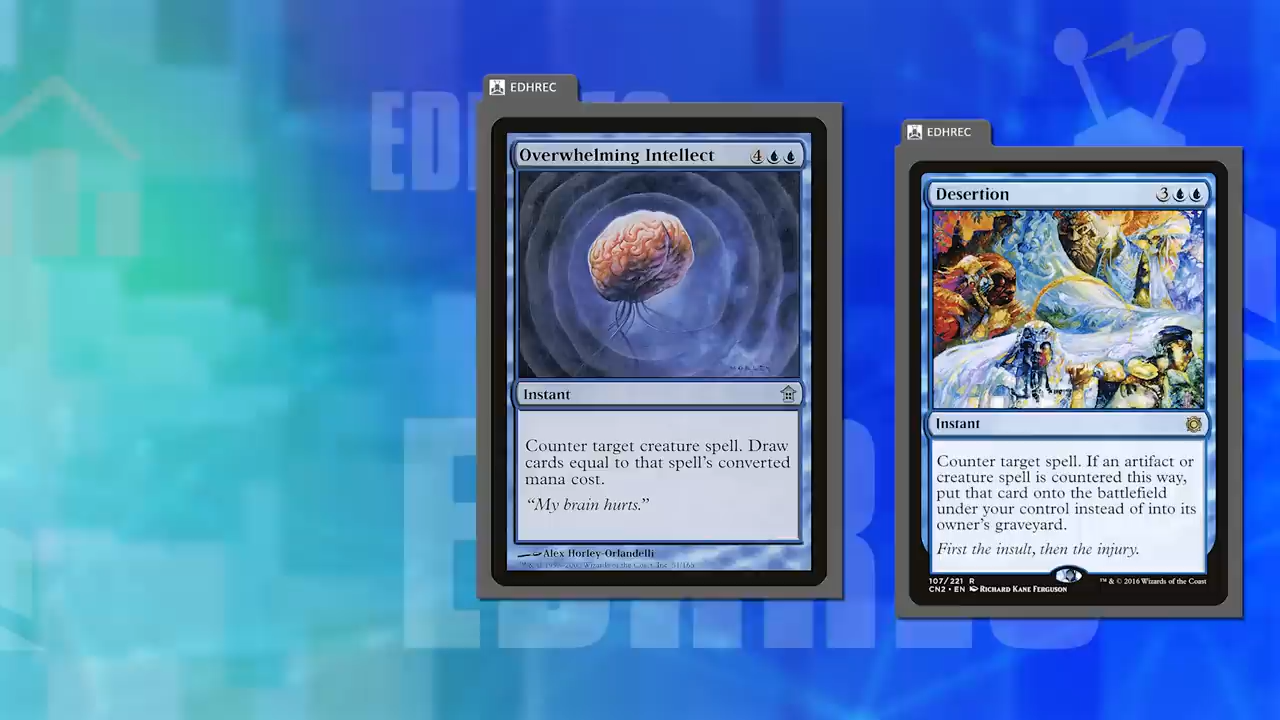 EDHREC
Overwhelming Intellect 4
Instant
Counter target creature spell. Draw
cards equal to that spell's converted
mana cost.
"My brain hurts."
Alex Horley-Orlandelli
EDHREC
Desertion 3
Instant
Counter target spell. If an artifact or
creature spell is countered this way,
put that card onto the battlefield
under your control instead of into its
owner's graveyard.
First the insult, then the injury.
107/221 R
CN2 • EN Richard Kane Ferguson
™ & © 2016 Wizards of the Coast